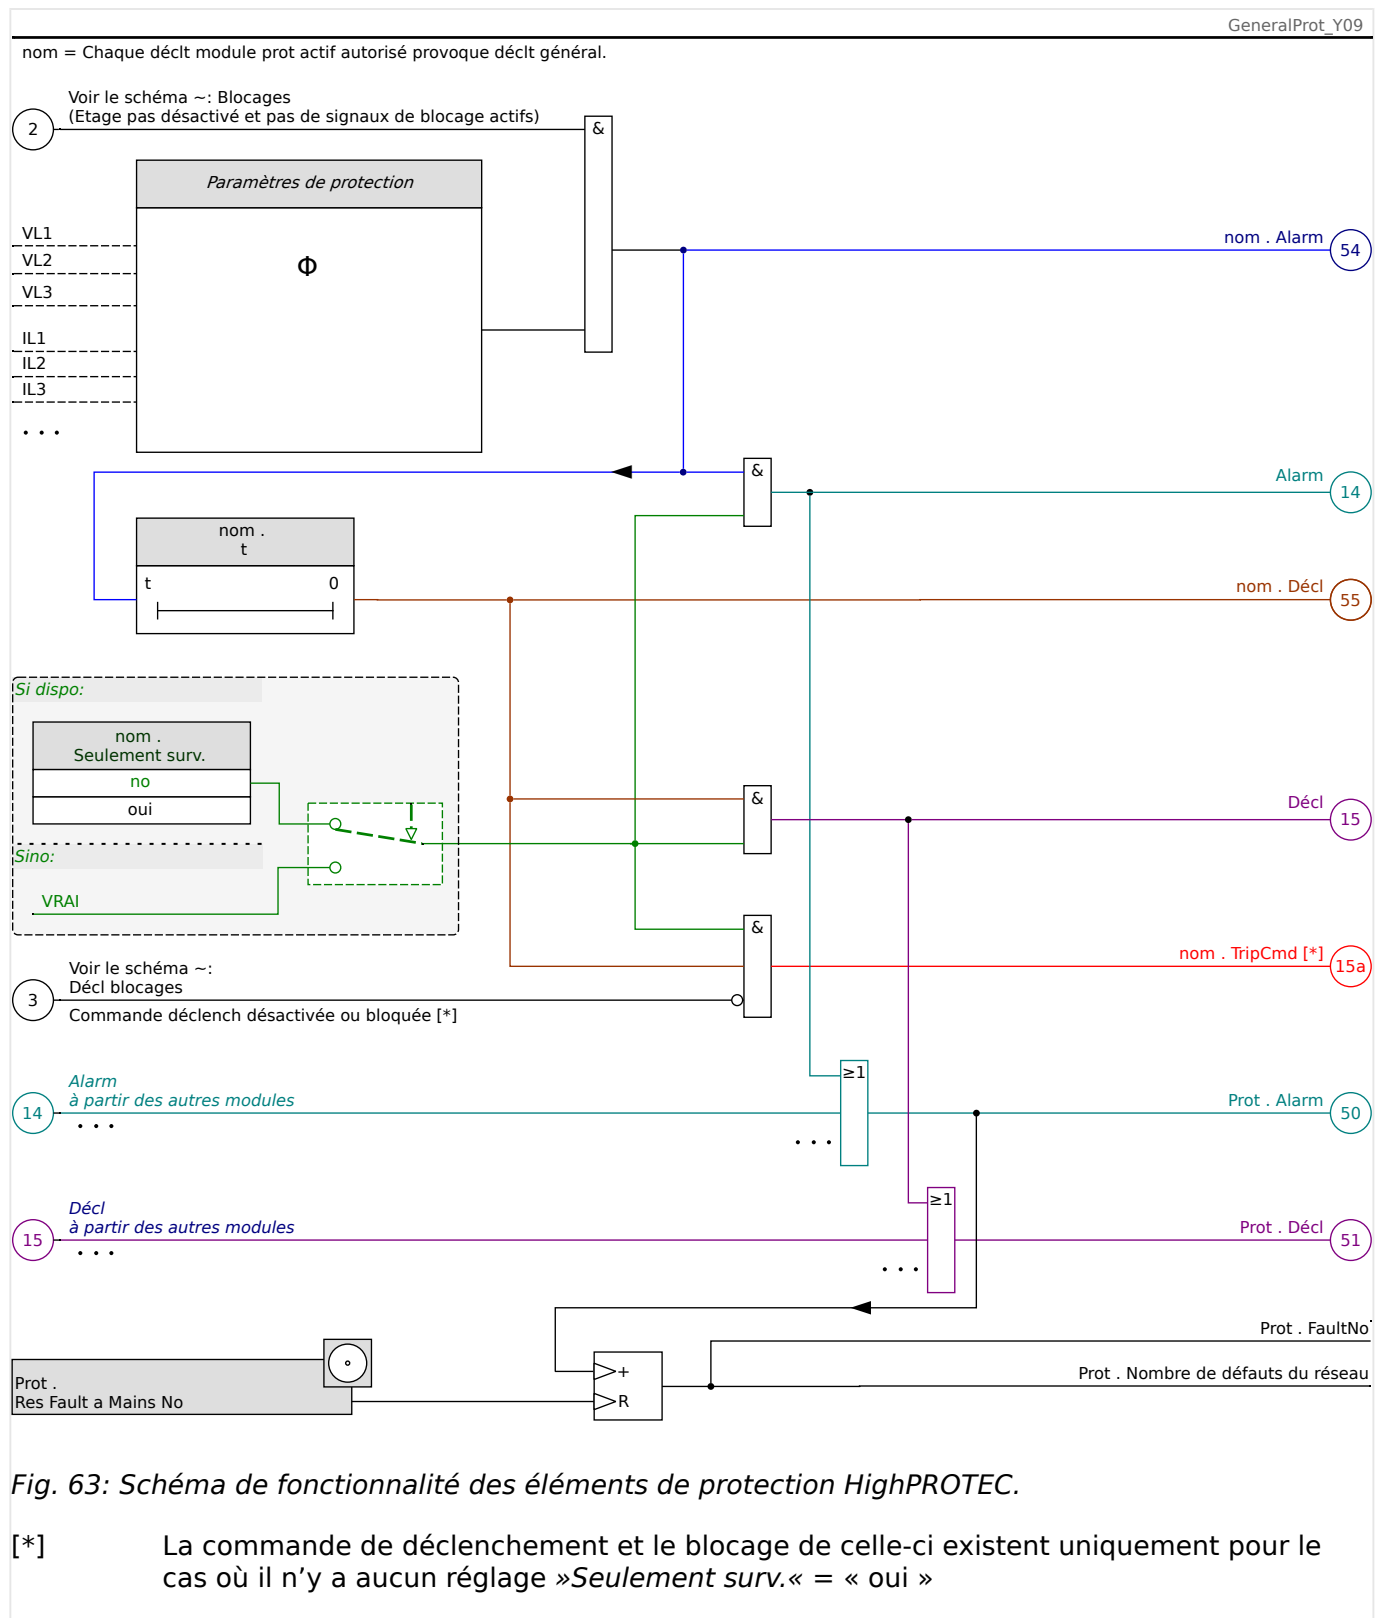 GeneralProt_Y09
nom = Chaque déclt module prot actif autorisé provoque déclt général.
Voir le schéma ~: Blocages
(Etage pas désactivé et pas de signaux de blocage actifs)
2
&
Paramètres de protection
Φ
VL1
VL2
VL3
IL1
IL2
IL3
. . .
nom . Alarm
54
&
Alarm
14
nom .
t
t 0
nom . Décl
55
Si dispo:
nom .
Seulement surv.
no
oui
Sino:
VRAI
&
Décl
15
&
nom . TripCmd [*]
15a
Voir le schéma ~:
Décl blocages
3
Commande déclench désactivée ou bloquée [*]
≥1
Alarm
à partir des autres modules
14
. . .
. . .
Prot . Alarm
50
≥1
Décl
à partir des autres modules
15
. . .
. . .
Prot . Décl
51
Prot . FaultNo
Prot . Nombre de défauts du réseau
+
R
Prot .
Res Fault a Mains No
Fig. 63: Schéma de fonctionnalité des éléments de protection HighPROTEC.
[*] La commande de déclenchement et le blocage de celle-ci existent uniquement pour le
cas où il n’y a aucun réglage »Seulement surv.« = « oui »